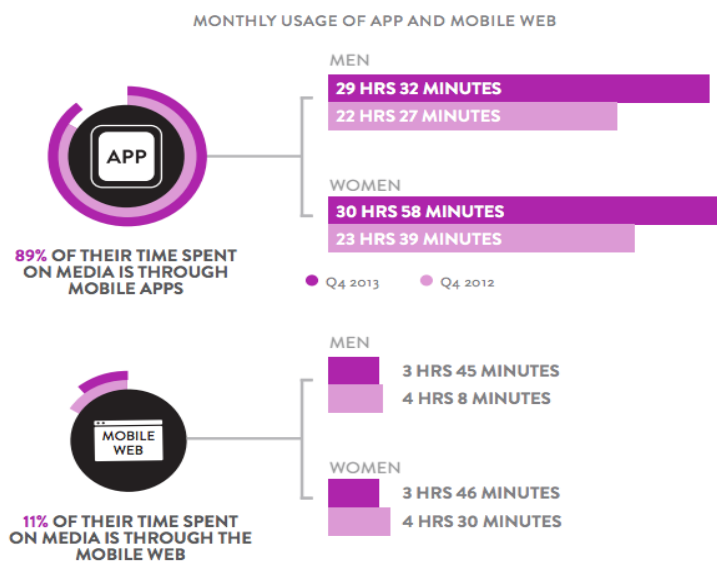 MONTHLY USAGE OF APP AND MOBILE WEB
MEN
29 HRS 32 MINUTES
22 HRS 27 MINUTES
APP
WOMEN
30 HRS 58 MINUTES
23 HRS 39 MINUTES
89% OF THEIR TIME SPENT
ON MEDIA IS THROUGH
MOBILE APPS
Q4 2013
Q4 2012
MEN
3 HRS 45 MINUTES
4 HRS 8 MINUTES
MOBILE
WEB
WOMEN
3 HRS 46 MINUTES
4 HRS 30 MINUTES
11% OF THEIR TIME SPENT
ON MEDIA IS THROUGH THE
MOBILE WEB